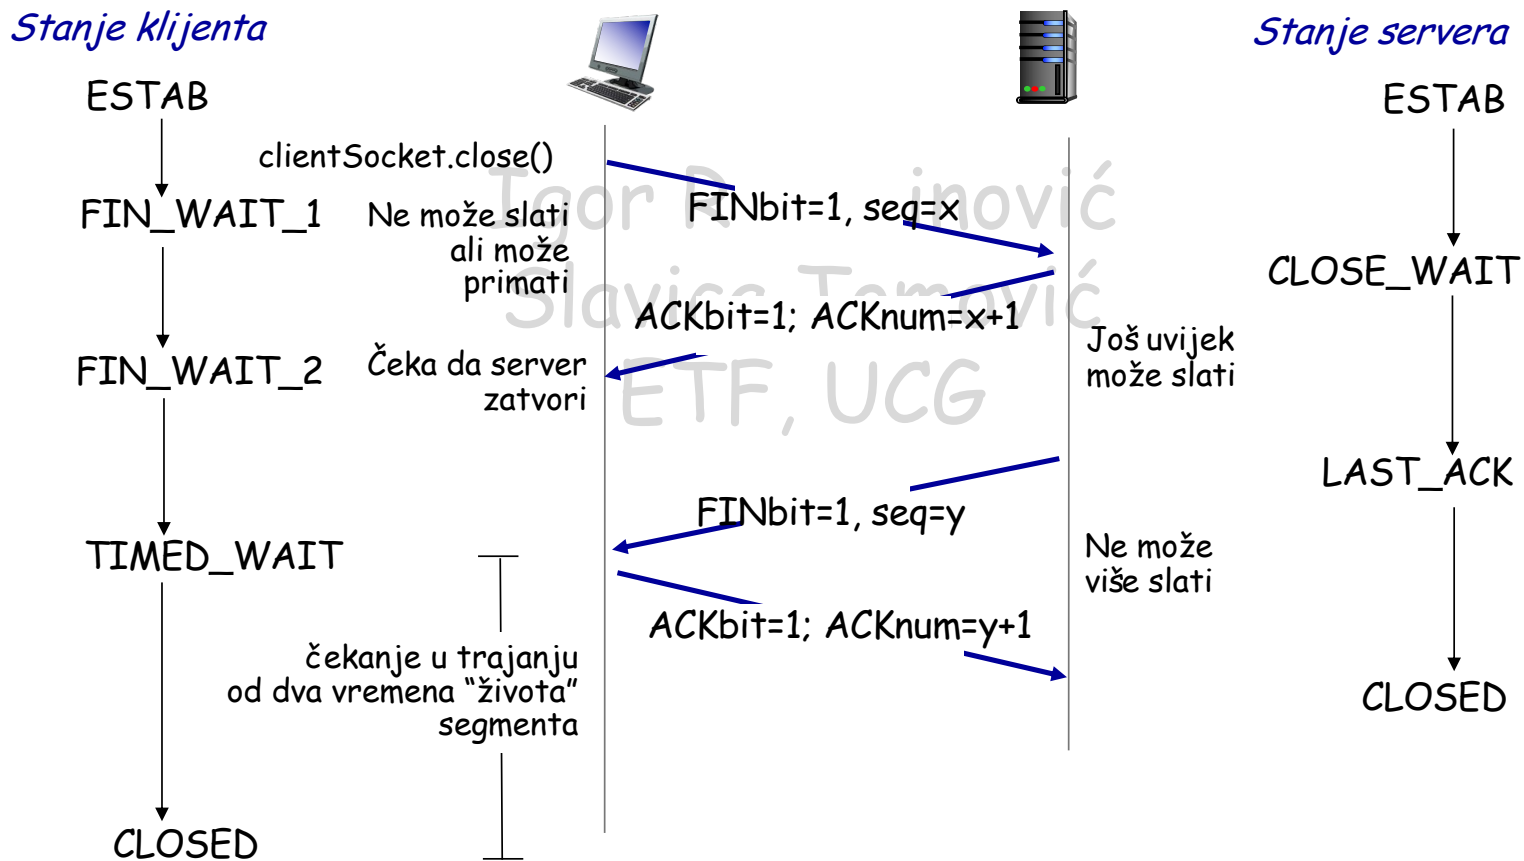 Stanje klijenta
Stanje servera
ESTAB
ESTAB
clientSocket.close()
FIN_WAIT_1
Ne može slati
ali može
primati
FINbit=1, seq=x
CLOSE_WAIT
ACKbit=1; ACKnum=x+1
Još uvijek
može slati
FIN_WAIT_2
Čeka da server
zatvori
LAST_ACK
FINbit=1, seq=y
TIMED_WAIT
Ne može
više slati
ACKbit=1; ACKnum=y+1
čekanje u trajanju
od dva vremena “života”
segmenta
CLOSED
CLOSED
Igor
ETF, UCG